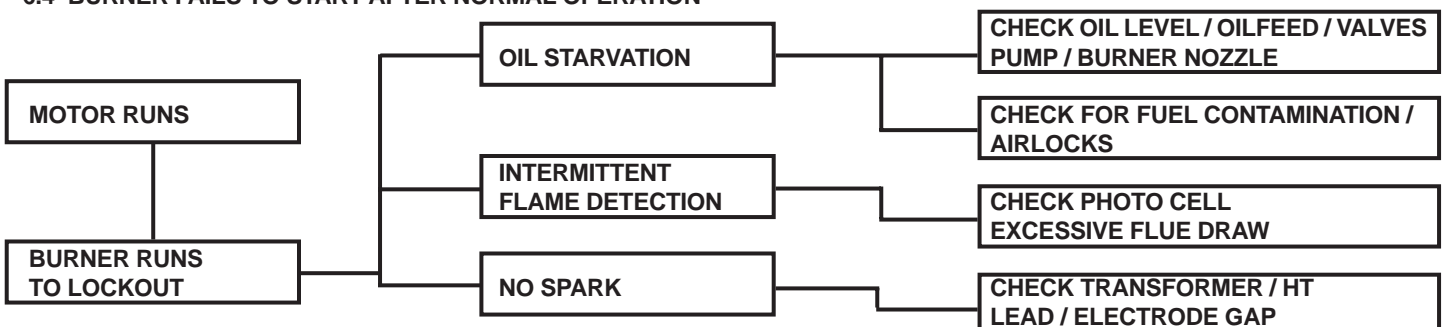 6.4 BURNER FAILS TO START AFTER NORMAL OPERATION
MOTOR RUNS
BURNER RUNS
TO LOCKOUT
OIL STARVATION
INTERMITTENT
FLAME DETECTION
NO SPARK
CHECK OIL LEVEL / OILFEED / VALVES
PUMP / BURNER NOZZLE
CHECK FOR FUEL CONTAMINATION /
AIRLOCKS
CHECK PHOTO CELL
EXCESSIVE FLUE DRAW
CHECK TRANSFORMER / HT
LEAD / ELECTRODE GAP